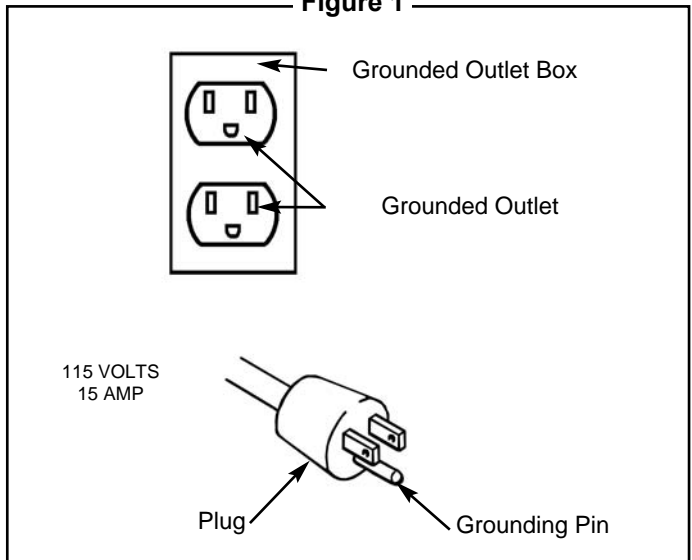 Figure 1
Grounded Outlet Box
Grounded Outlet
115 VOLTS
15 AMP
Plug
Grounding Pin